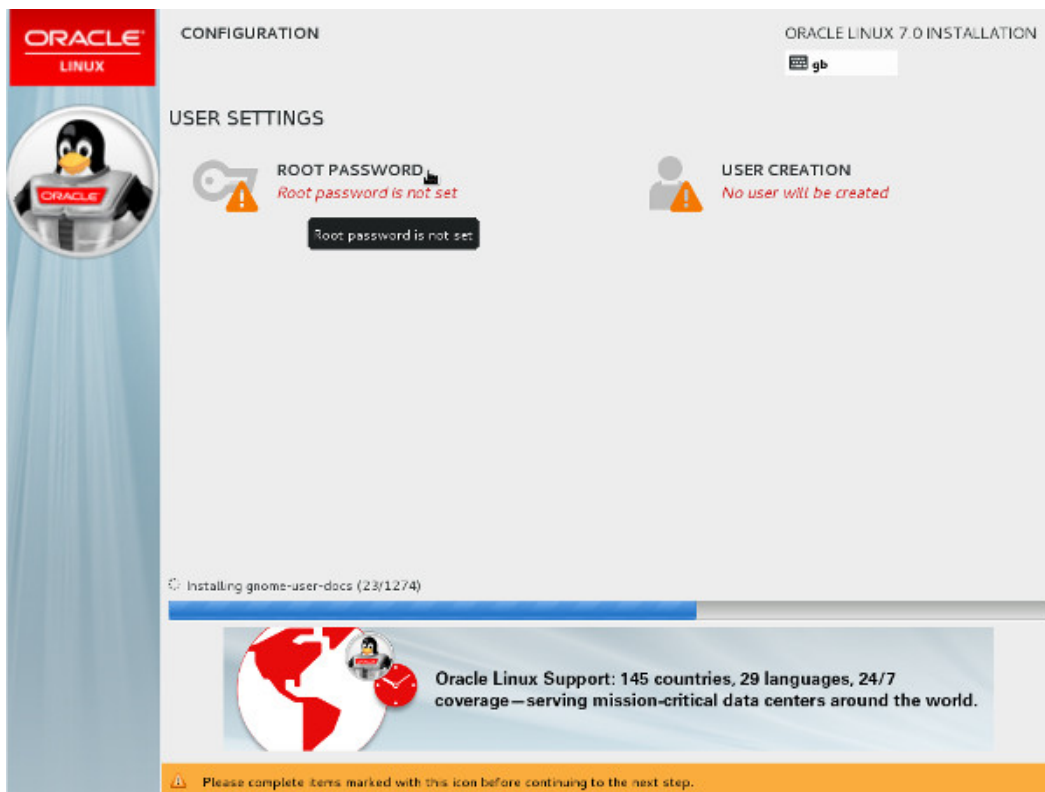 ORACLE
LINUX
CONFIGURATION
ORACLE LINUX 7.0 INSTALLATION
gb
USER SETTINGS
ORACLE
ROOT PASSWORD
Root password is not set
USER CREATION
No user will be created
Root password is not set
Installing gnome-user-docs (23/1274)
Oracle Linux Support: 145 countries, 29 languages, 24/7
coverage—serving mission-critical data centers around the world.
Please complete items marked with this icon before continuing to the next step.